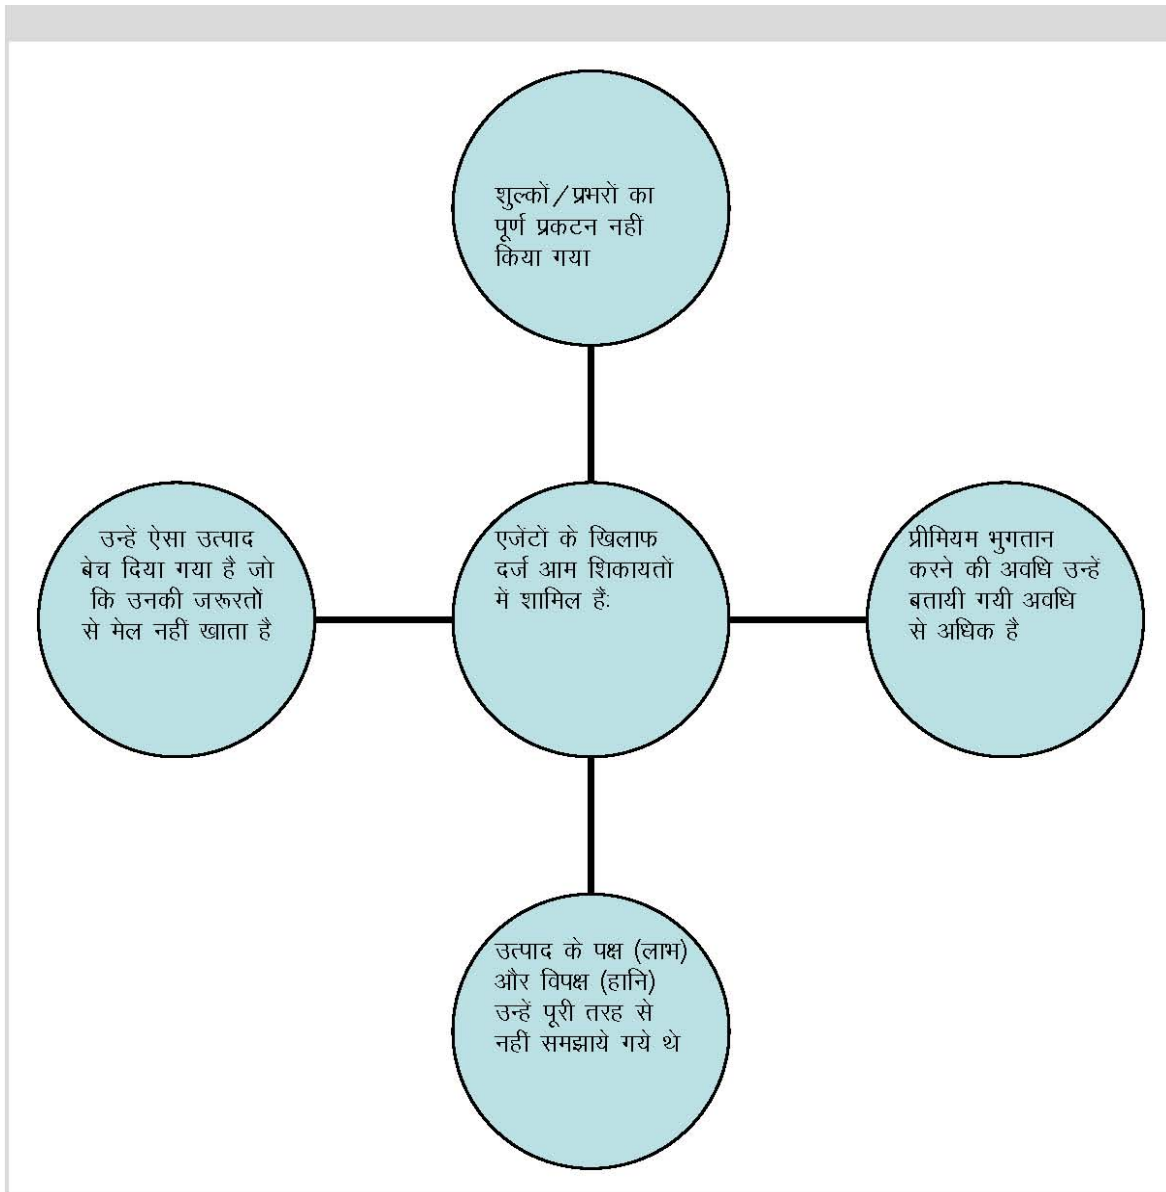 शुल्कों/प्रभरों का
पूर्ण प्रकटन नहीं
किया गया
उन्हें ऐसा उत्पाद
बेच दिया गया है जो
कि उनकी जरूरतों
से मेल नहीं खाता है
एजेंटों के खिलाफ
दर्ज आम शिकायतों
में शामिल हैं:
प्रीमियम भुगतान
करने की अवधि उन्हें
बतायी गयी अवधि
से अधिक है
उत्पाद के पक्ष (लाभ)
और विपक्ष (हानि)
उन्हें पूरी तरह से
नहीं समझाये गये थे